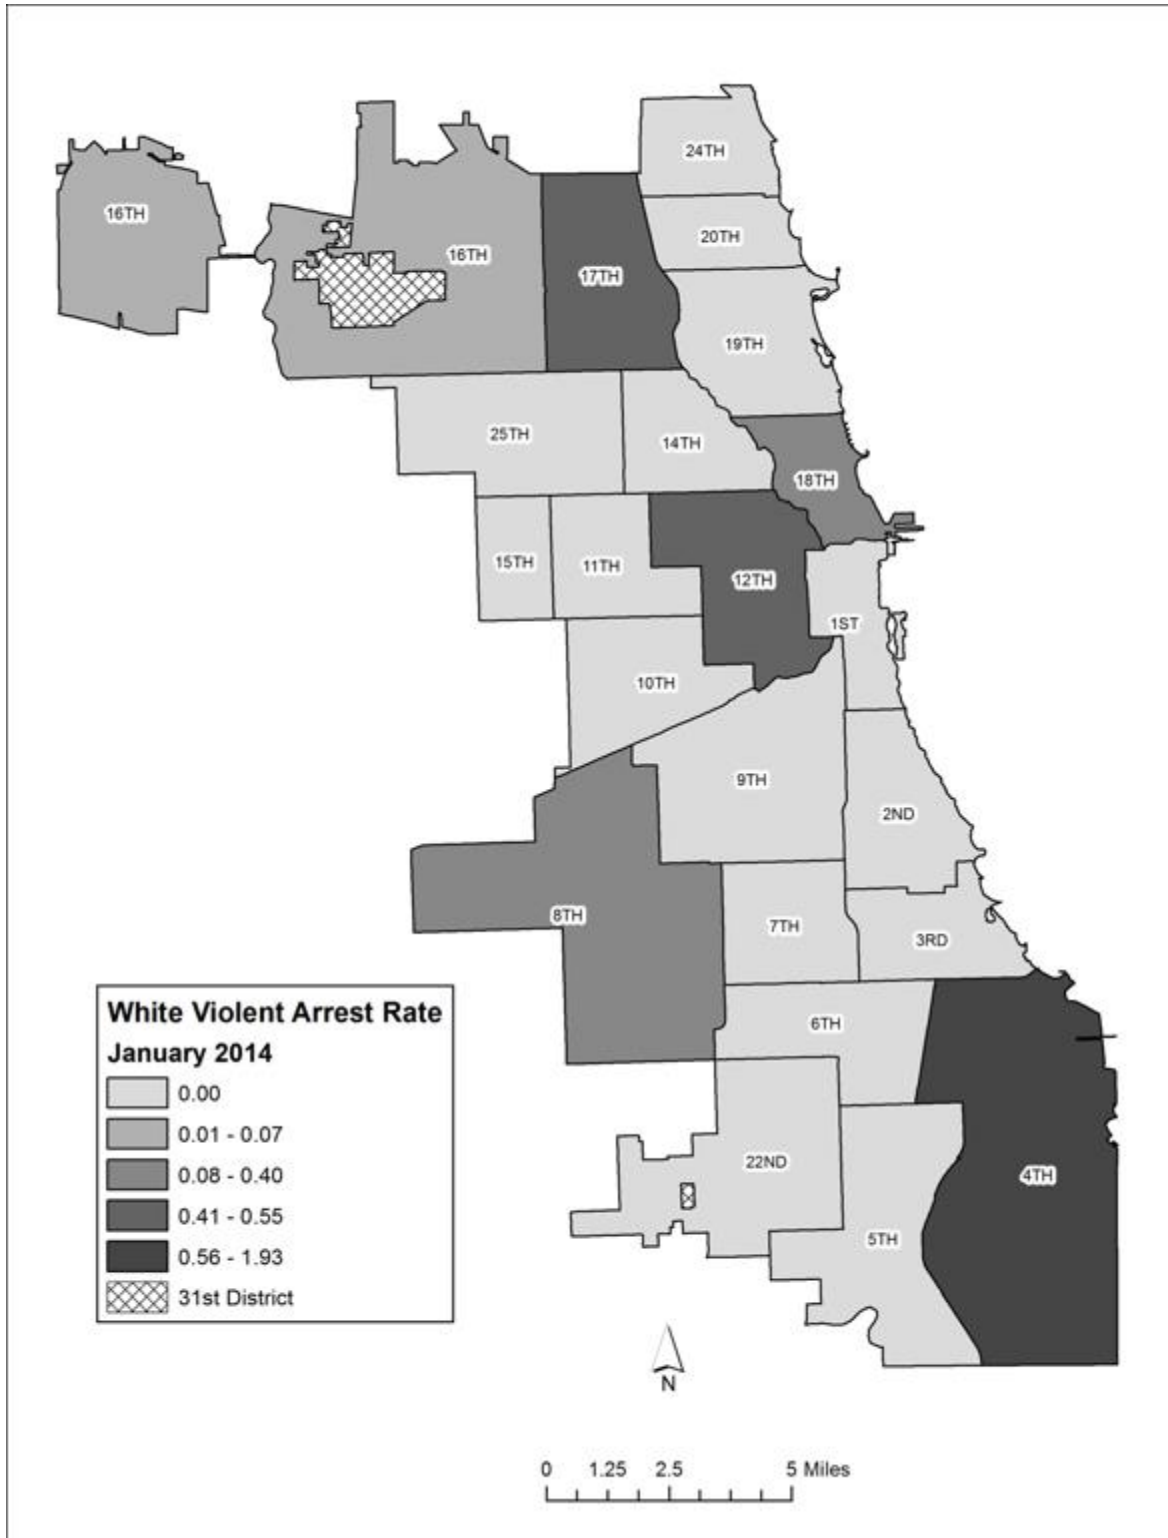 24TH
16TH
20TH
16TH
17TH
19TH
25TH
14TH
18TH
15TH
11TH
12TH
1ST
10TH
9TH
2ND
8TH
7TH
3RD
6TH
22ND
4TH
5TH
White Violent Arrest Rate
January 2014
0.00
0.01 - 0.07
0.08 - 0.40
0.41 - 0.55
0.56 - 1.93
31st District
N
0 1.25 2.5 5 Miles